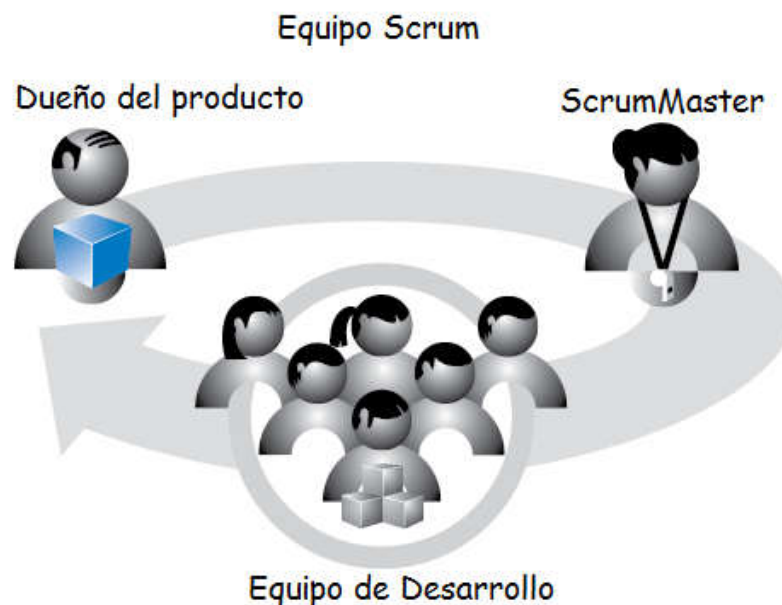 Equipo Scrum
Dueño del producto
ScrumMaster
Equipo de Desarrollo